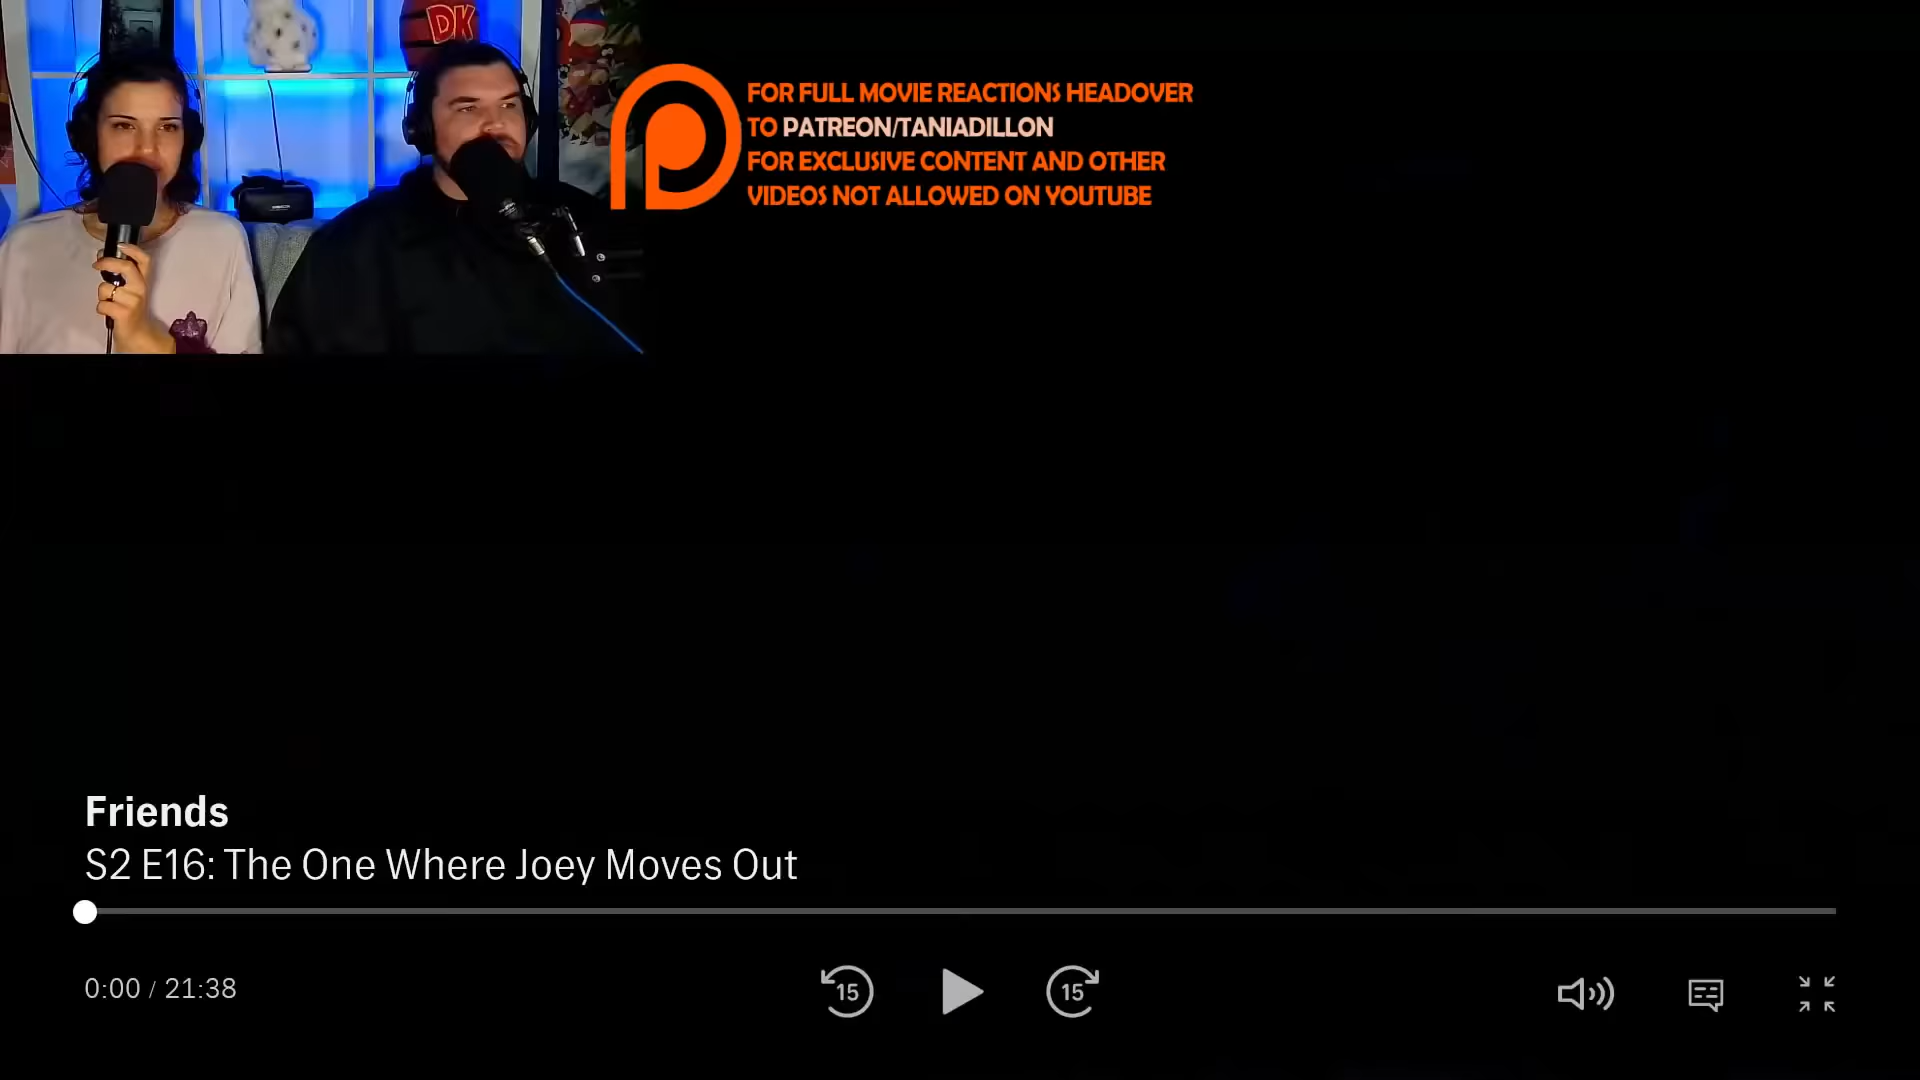 DK
FOR FULL MOVIE REACTIONS HEADOVER
TO PATREON/TANIADILLON
FOR EXCLUSIVE CONTENT AND OTHER
VIDEOS NOT ALLOWED ON YOUTUBE
Friends
S2 E16: The One Where Joey Moves Out
0:00 / 21:38
15
15